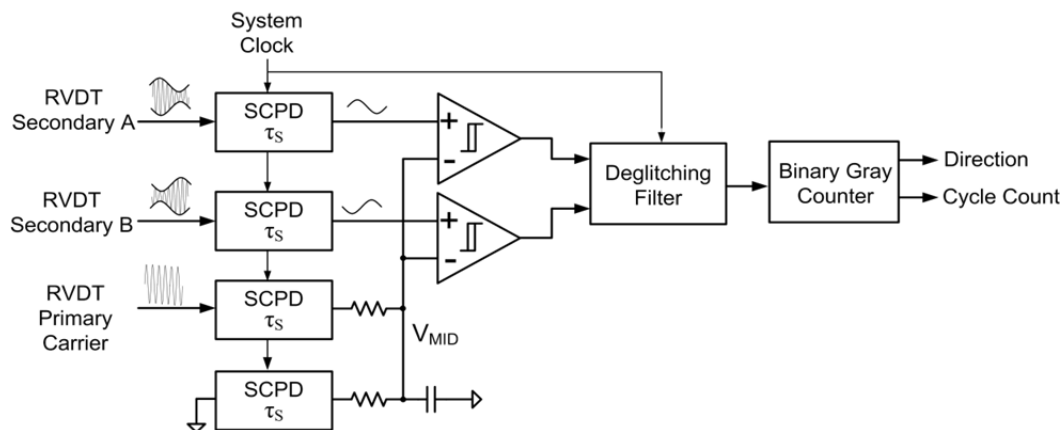 System
Clock
RVDT
Secondary A
SCPD
τS
+
-
RVDT
Secondary B
SCPD
τS
+
-
Deglitching
Filter
Binary Gray
Counter
Direction
Cycle Count
RVDT
Primary
Carrier
SCPD
τS
VMID
SCPD
τS